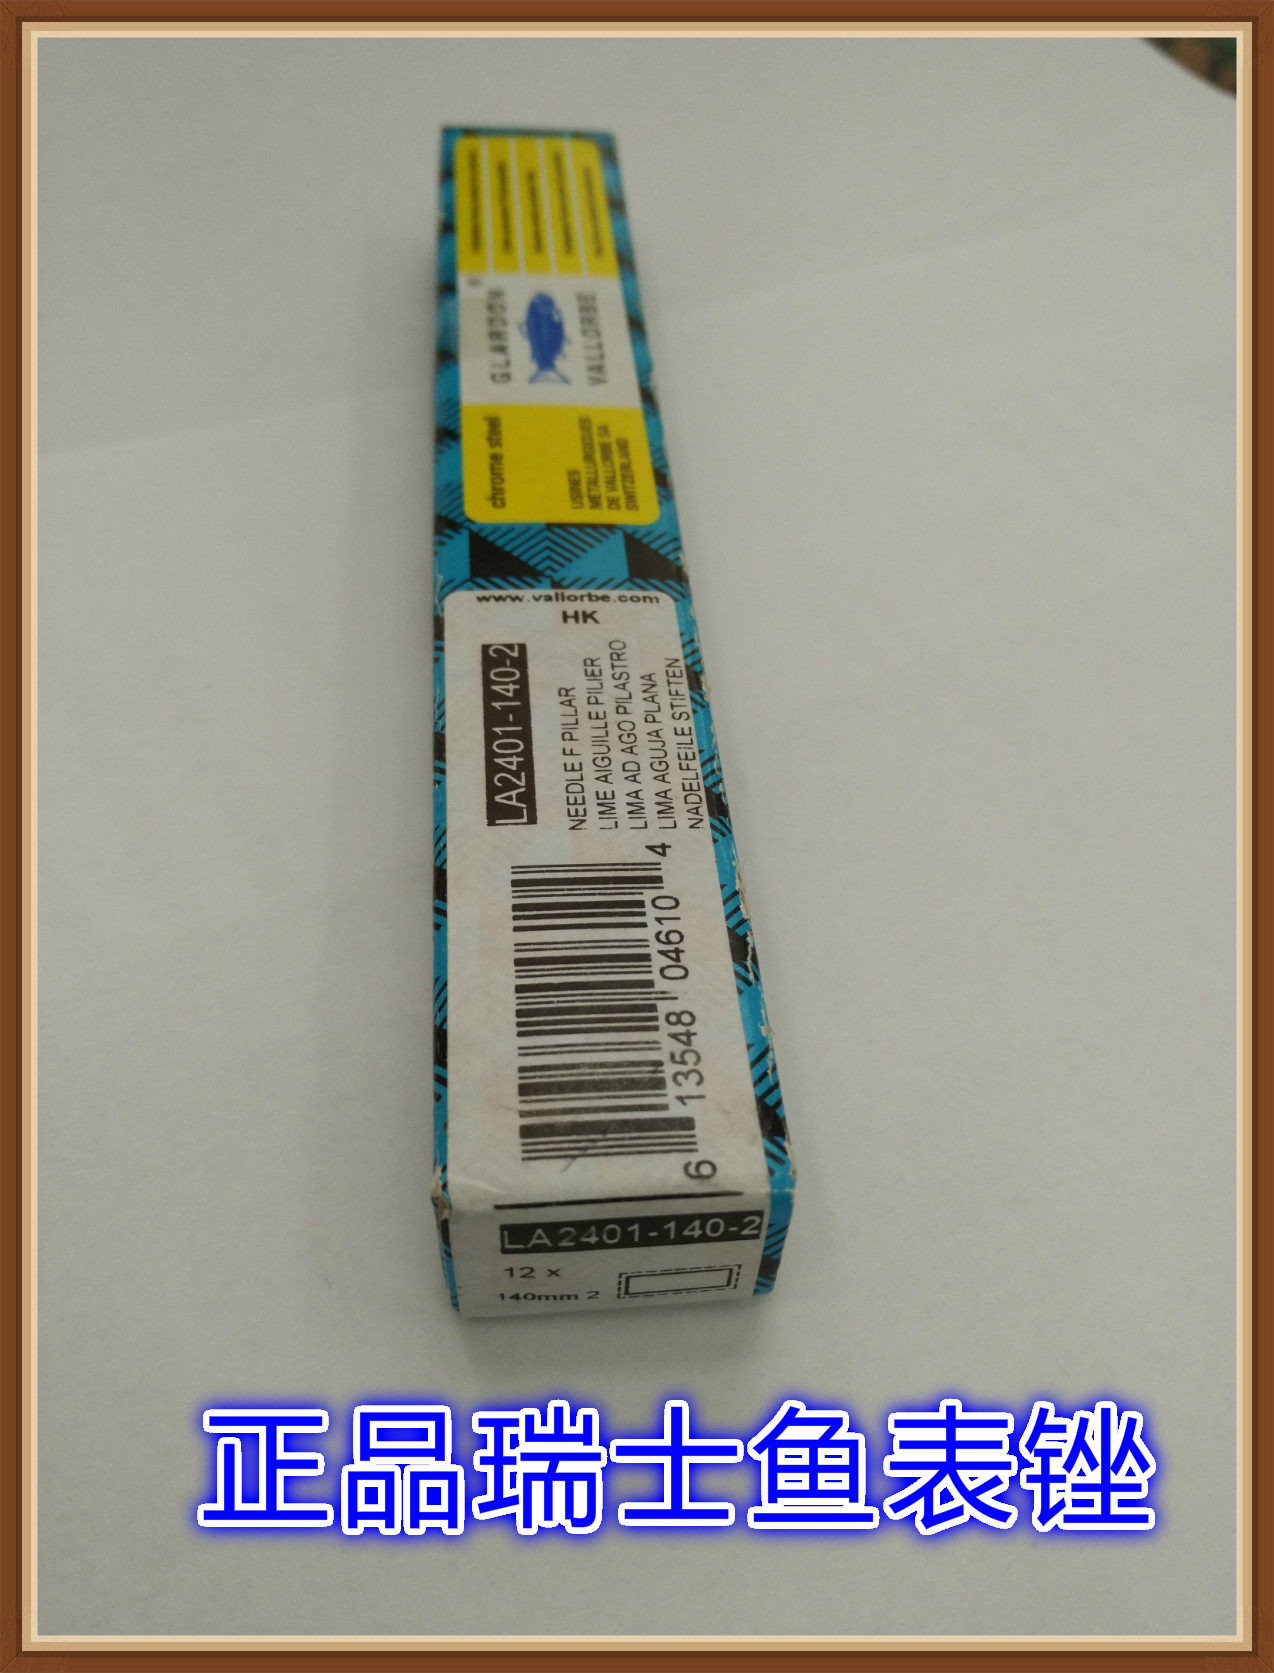 GLARDON
VALLORBE
chrome steel
USINES
METALLURGIQUES
DE VALLORBE SA
SWITZERLAND
www.vallorbe.com
HK
LA2401-140-2
NEEDLE F PILLAR
LIME AIGUILLE PILIER
LIMA AD AGO PILASTRO
LIMA AGUJA PLANA
NADELFEILE STIFTEN
6 13548 04610 4
LA2401-140-2
12 x
140mm 2
正品瑞士鱼表锉